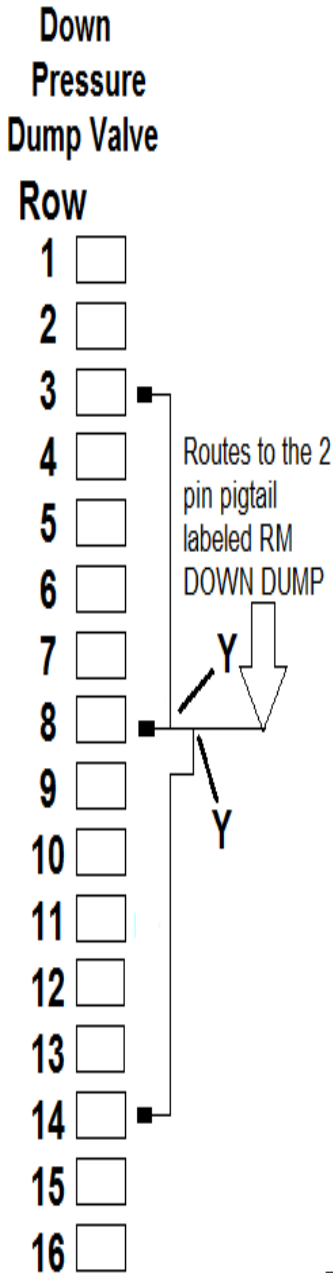 Down
Pressure
Dump Valve
Row
1
2
3
4
5
6
7
8
9
10
11
12
13
14
15
16
Routes to the 2
pin pigtail
labeled RM
DOWN DUMP
Y
Y